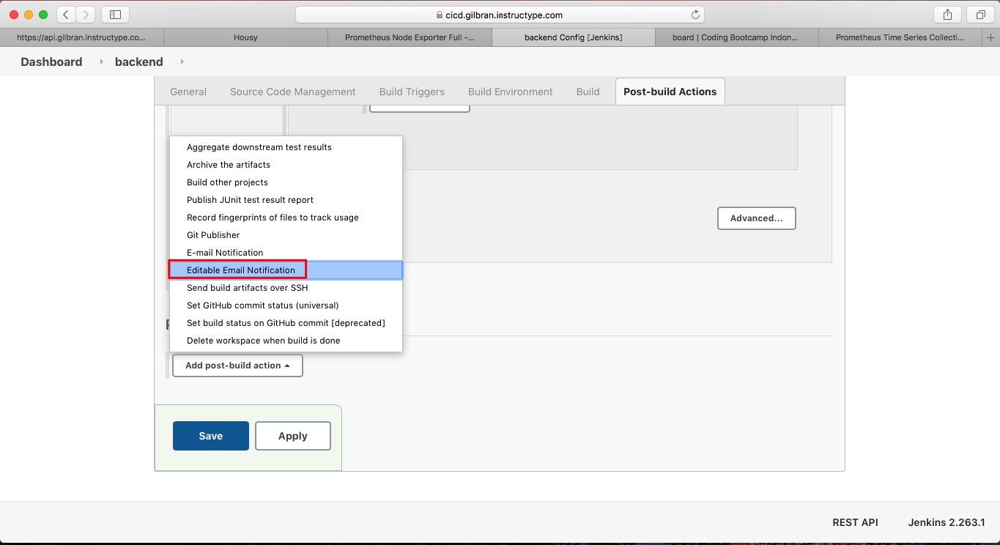 cicd.gilbran.instructype.com
https://api.gilbran.instructype.co...
Housy
Prometheus Node Exporter Full -...
backend Config [Jenkins]
board | Coding Bootcamp Indon...
Prometheus Time Series Collecti...
Dashboard
backend
General
Source Code Management
Build Triggers
Build Environment
Build
Post-build Actions
Aggregate downstream test results
Archive the artifacts
Build other projects
Publish JUnit test result report
Record fingerprints of files to track usage
Git Publisher
E-mail Notification
Editable Email Notification
Send build artifacts over SSH
Set GitHub commit status (universal)
Set build status on GitHub commit [deprecated]
Delete workspace when build is done
Advanced...
Add post-build action
Save
Apply
REST API
Jenkins 2.263.1